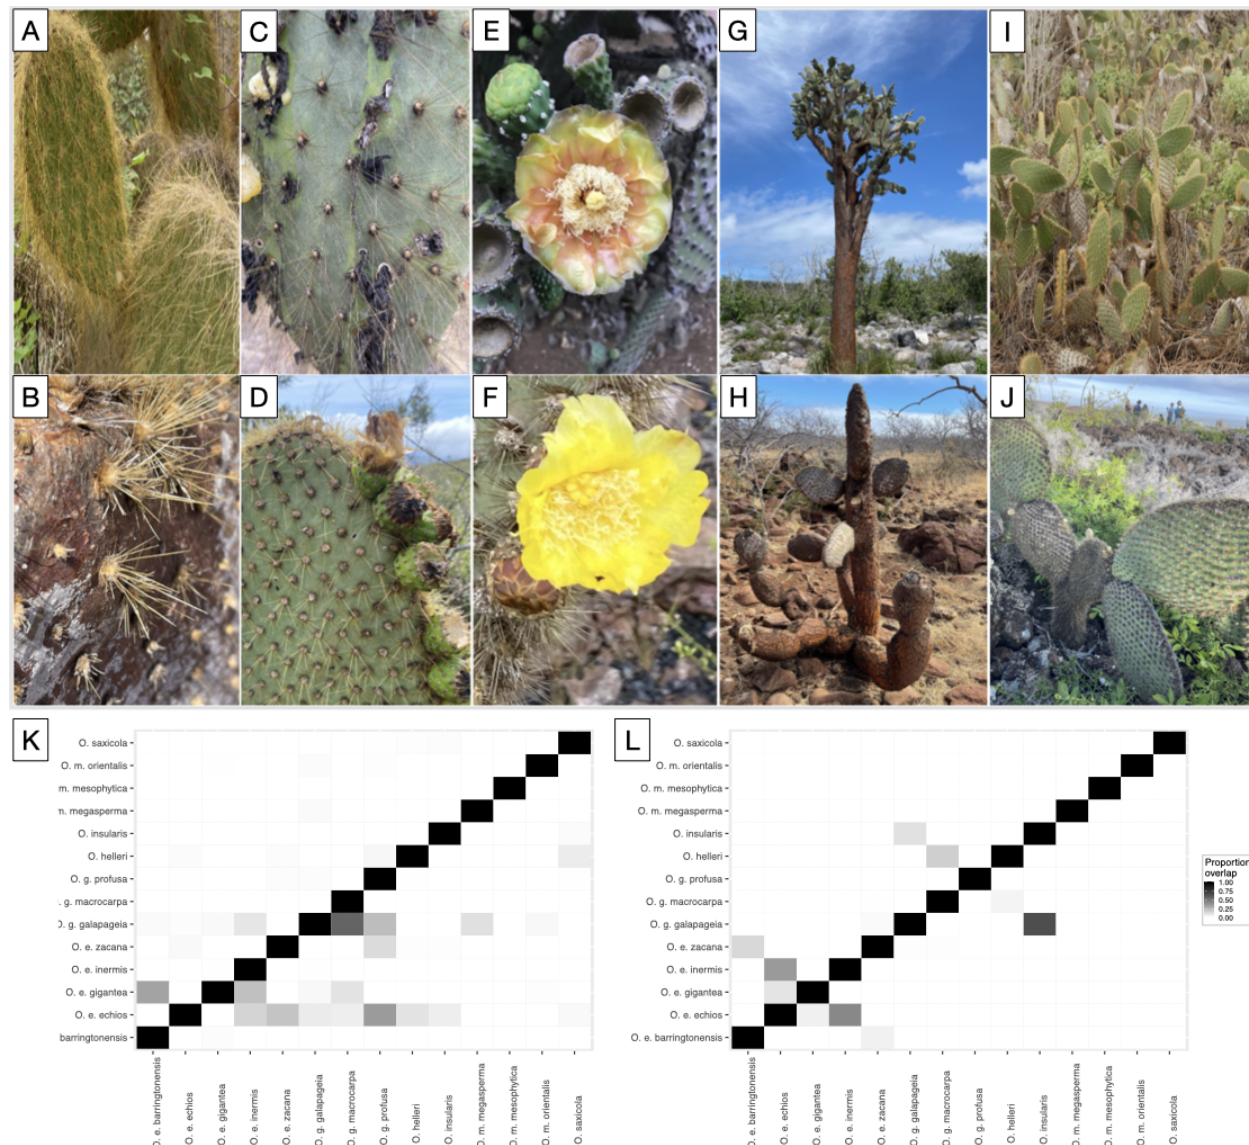 A
C
E
G
I
B
D
F
H
J
K
O. saxicola
O. m. orientalis
m. mesophytica
m. megasperma
O. insularis
O. helleri
O. g. profusa
. g. macrocarpa
O. g. galapageia
O. e. zacana
O. e. inermis
O. e. gigantea
O. e. echios
barringtonensis
O. e. barringtonensis
O. e. echios
O. e. gigantea
O. e. inermis
O. e. zacana
O. g. galapageia
O. g. macrocarpa
O. g. profusa
O. helleri
O. insularis
O. m. megasperma
O. m. mesophytica
O. m. orientalis
O. saxicola
L
O. saxicola
O. m. orientalis
O. m. mesophytica
O. m. megasperma
O. insularis
O. helleri
O. g. profusa
O. g. macrocarpa
O. g. galapageia
O. e. zacana
O. e. inermis
O. e. gigantea
O. e. echios
O. e. barringtonensis
O. e. barringtonensis
O. e. echios
O. e. gigantea
O. e. inermis
O. e. zacana
O. g. galapageia
O. g. macrocarpa
O. g. profusa
O. helleri
O. insularis
O. m. megasperma
O. m. mesophytica
O. m. orientalis
O. saxicola
Proportion
overlap
1.00
0.75
0.50
0.25
0.00